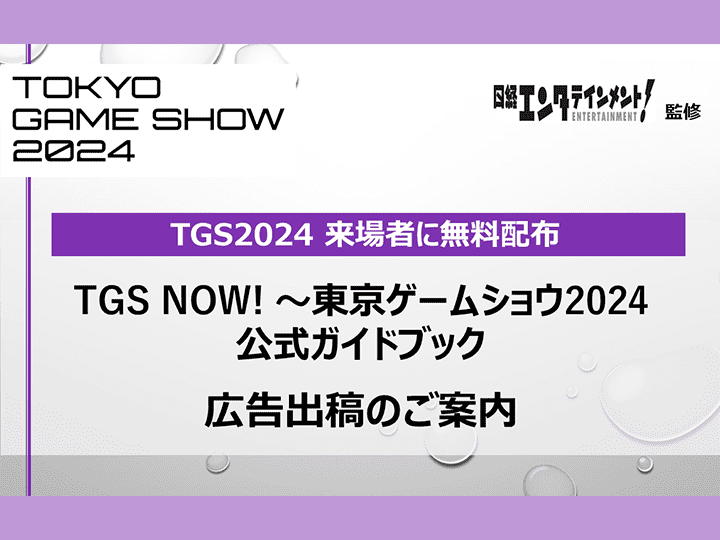 TOKYO
GAME SHOW
2024
日経エンタテインメント!
ENTERTAINMENT
監修
TGS2024 来場者に無料配布
TGS NOW! ～東京ゲームショウ2024
公式ガイドブック
広告出稿のご案内